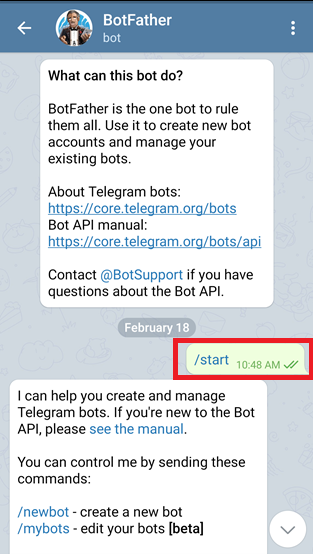 BotFather
bot
What can this bot do?
BotFather is the one bot to rule
them all. Use it to create new bot
accounts and manage your
existing bots.
About Telegram bots:
https://core.telegram.org/bots
Bot API manual:
https://core.telegram.org/bots/api
Contact @BotSupport if you have
questions about the Bot API.
February 18
/start 10:48 AM
I can help you create and manage
Telegram bots. If you're new to the Bot
API, please see the manual.
You can control me by sending these
commands:
/newbot - create a new bot
/mybots - edit your bots [beta]